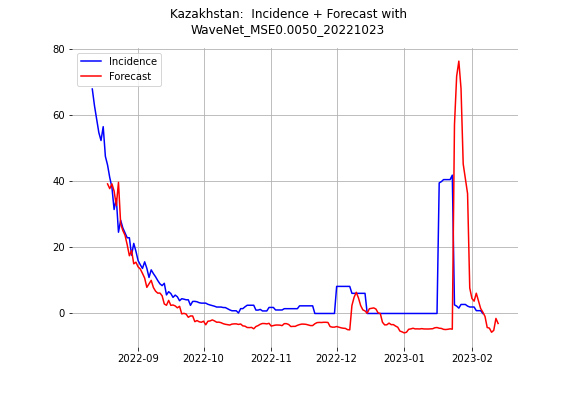 Kazakhstan:  Incidence + Forecast with
WaveNet_MSE0.0050_20221023
80
60
40
20
0
Incidence
Forecast
2022-09
2022-10
2022-11
2022-12
2023-01
2023-02